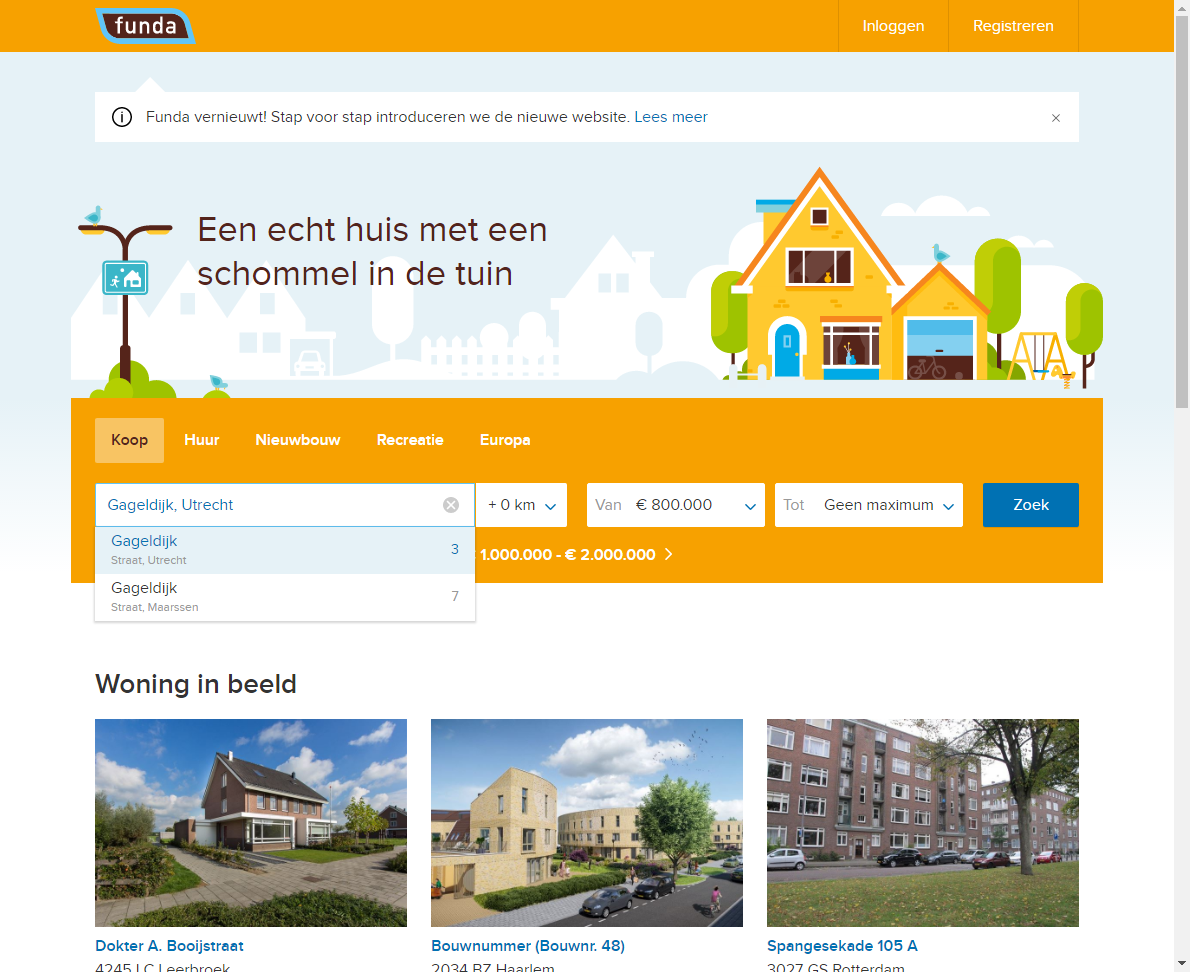 funda
Inloggen
Registreren
Funda vernieuwt! Stap voor stap introduceren we de nieuwe website. Lees meer
Een echt huis met een
schommel in de tuin
Koop
Huur
Nieuwbouw
Recreatie
Europa
Gageldijk, Utrecht
+ 0 km
Van € 800.000
Tot Geen maximum
Zoek
Gageldijk
3
Straat, Utrecht
1.000.000 - € 2.000.000
Gageldijk
7
Straat, Maarssen
Woning in beeld
Dokter A. Booijstraat
Bouwnummer (Bouwnr. 48)
Spangesekade 105 A
4245 LC Leerbroek
2034 BZ Haarlem
3027 GS Rotterdam